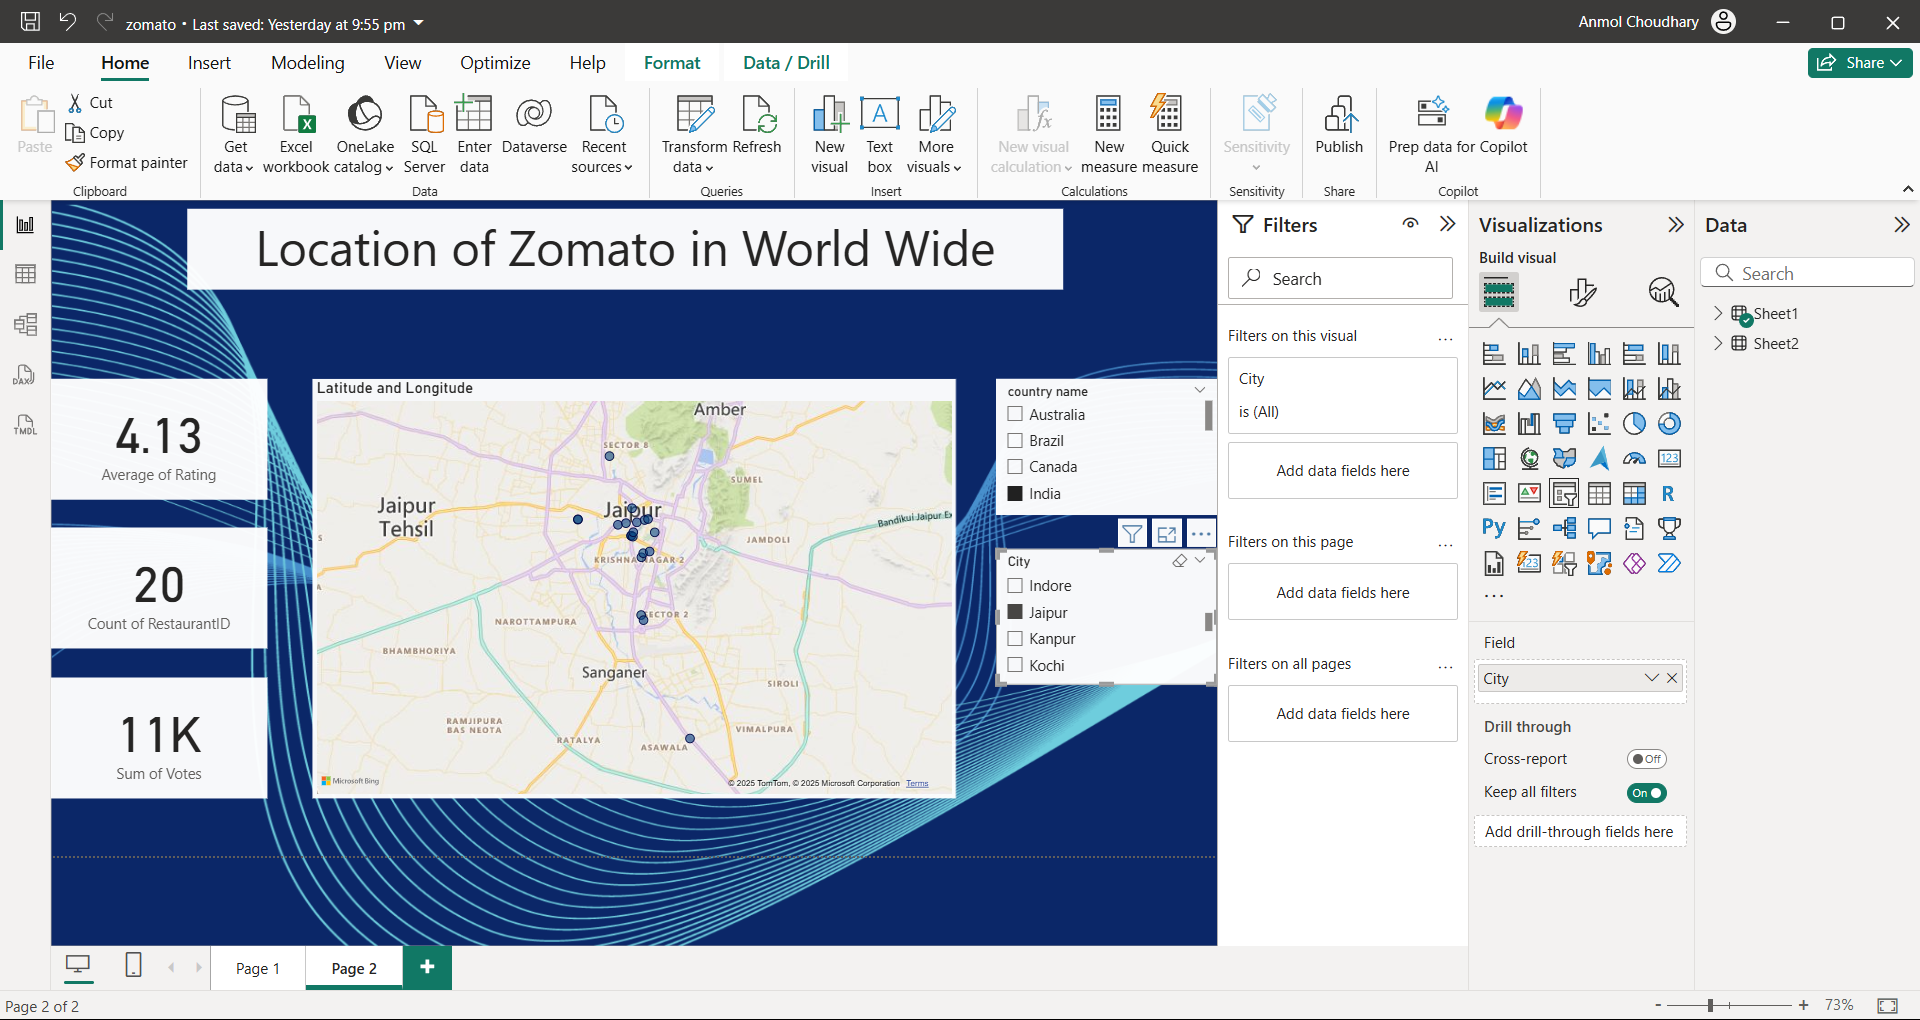 zomato • Last saved: Yesterday at 9:55 pm
Anmol Choudhary
File Home Insert Modeling View Optimize Help Format Data / Drill
Share
Paste
Cut
Copy
Format painter
Clipboard
Get data
Excel workbook
OneLake catalog
SQL Server
Enter data
Dataverse
Recent sources
Data
Transform data
Refresh
Queries
New visual
Text box
More visuals
Insert
New visual calculation
New measure
Quick measure
Calculations
Sensitivity
Sensitivity
Publish
Share
Prep data for AI
Copilot
Copilot
DAX
TMDL
Location of Zomato in World Wide
4.13
Average of Rating
20
Count of RestaurantID
11K
Sum of Votes
Latitude and Longitude
Amber
SECTOR 8
SUMEL
Jaipur Tehsil
Jaipur
Bandikui Jaipur Ex
JAMDOLI
KRISHNA NAGAR 2
SECTOR 2
NAROTTAMPURA
BHAMBHORIYA
Sanganer
SIROLI
RAMJIPURA BAS NEOTA
RATALYA
ASAWALA
VIMALPURA
Microsoft Bing
© 2025 TomTom, © 2025 Microsoft Corporation Terms
country name
Australia
Brazil
Canada
India
City
Indore
Jaipur
Kanpur
Kochi
Filters
Search
Filters on this visual
City
is (All)
Add data fields here
Filters on this page
Add data fields here
Filters on all pages
Add data fields here
Visualizations
Build visual
123
R
Py
123
Field
City
Drill through
Cross-report Off
Keep all filters On
Add drill-through fields here
Data
Search
Sheet1
Sheet2
Page 1 Page 2 +
Page 2 of 2
- + 73%